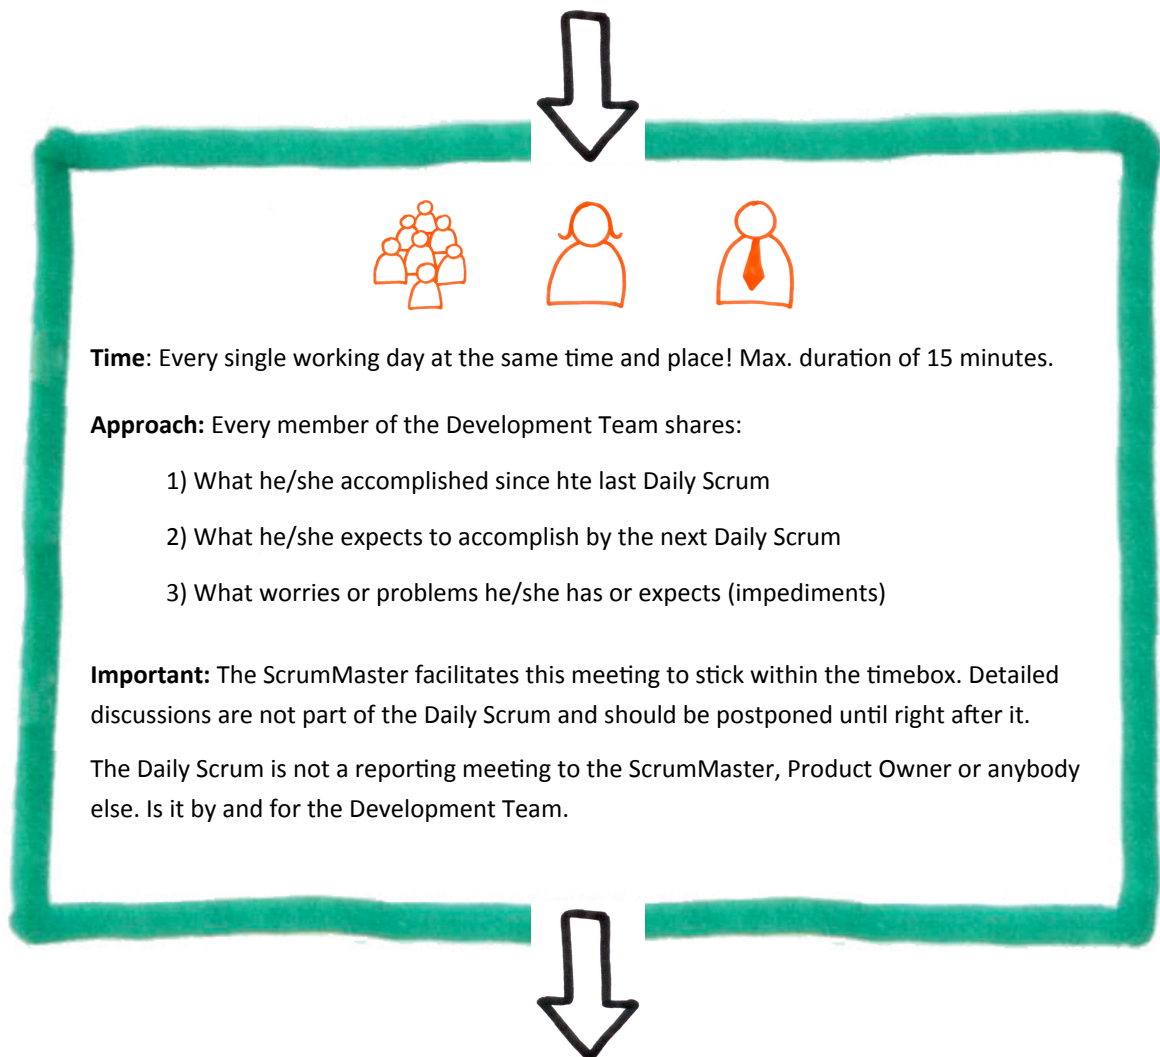 Time: Every single working day at the same time and place! Max. duration of 15 minutes.
Approach: Every member of the Development Team shares:
1) What he/she accomplished since hte last Daily Scrum
2) What he/she expects to accomplish by the next Daily Scrum
3) What worries or problems he/she has or expects (impediments)
Important: The ScrumMaster facilitates this meeting to stick within the timebox. Detailed
discussions are not part of the Daily Scrum and should be postponed until right after it.
The Daily Scrum is not a reporting meeting to the ScrumMaster, Product Owner or anybody
else. Is it by and for the Development Team.